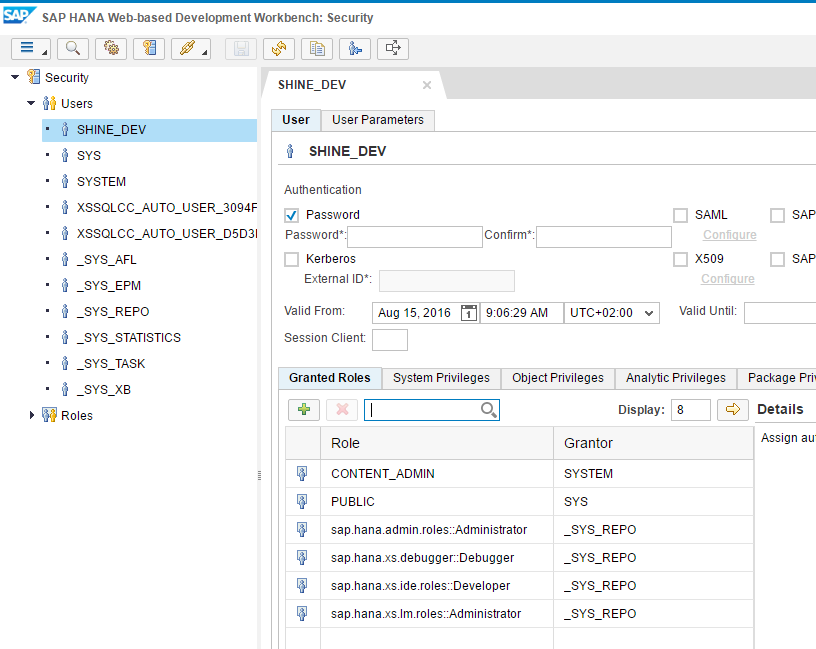 SAP SAP HANA Web-based Development Workbench: Security
Security
Users
SHINE_DEV
SYS
SYSTEM
XSSQLCC_AUTO_USER_3094F
XSSQLCC_AUTO_USER_D5D3
_SYS_AFL
_SYS_EPM
_SYS_REPO
_SYS_STATISTICS
_SYS_TASK
_SYS_XB
Roles
SHINE_DEV
User User Parameters
SHINE_DEV
Authentication
Password SAML SAP
Password*: Confirm*: Configure
Kerberos X509 SAP
External ID*: Configure
Valid From: Aug 15, 2016 1 9:06:29 AM UTC+02:00 Valid Until:
Session Client:
Granted Roles System Privileges Object Privileges Analytic Privileges Package Priv
Display: 8 Details
Role Grantor Assign au
CONTENT_ADMIN SYSTEM
PUBLIC SYS
sap.hana.admin.roles::Administrator _SYS_REPO
sap.hana.xs.debugger::Debugger _SYS_REPO
sap.hana.xs.ide.roles::Developer _SYS_REPO
sap.hana.xs.lm.roles::Administrator _SYS_REPO